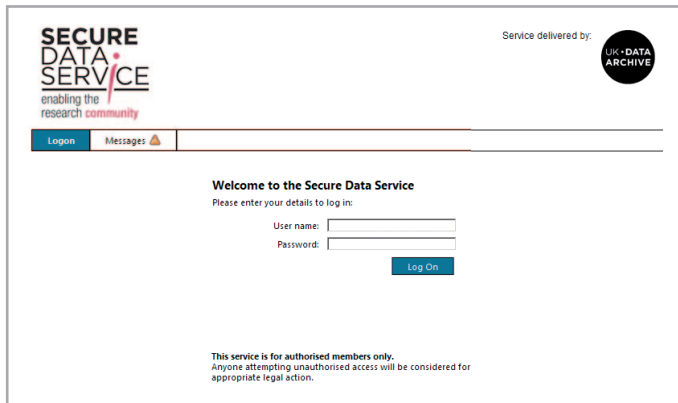 SECURE
DATA
SERVICE
enabling the
research community
Service delivered by:
UK•DATA
ARCHIVE
Logon Messages
Welcome to the Secure Data Service
Please enter your details to log in:
User name:
Password:
Log On
This service is for authorised members only.
Anyone attempting unauthorised access will be considered for
appropriate legal action.